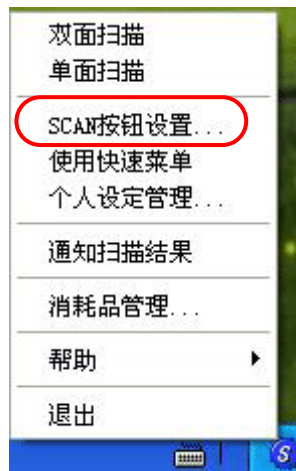 双面扫描
单面扫描
SCAN按钮设置...
使用快速菜单
个人设定管理...
通知扫描结果
消耗品管理...
帮助
退出
S